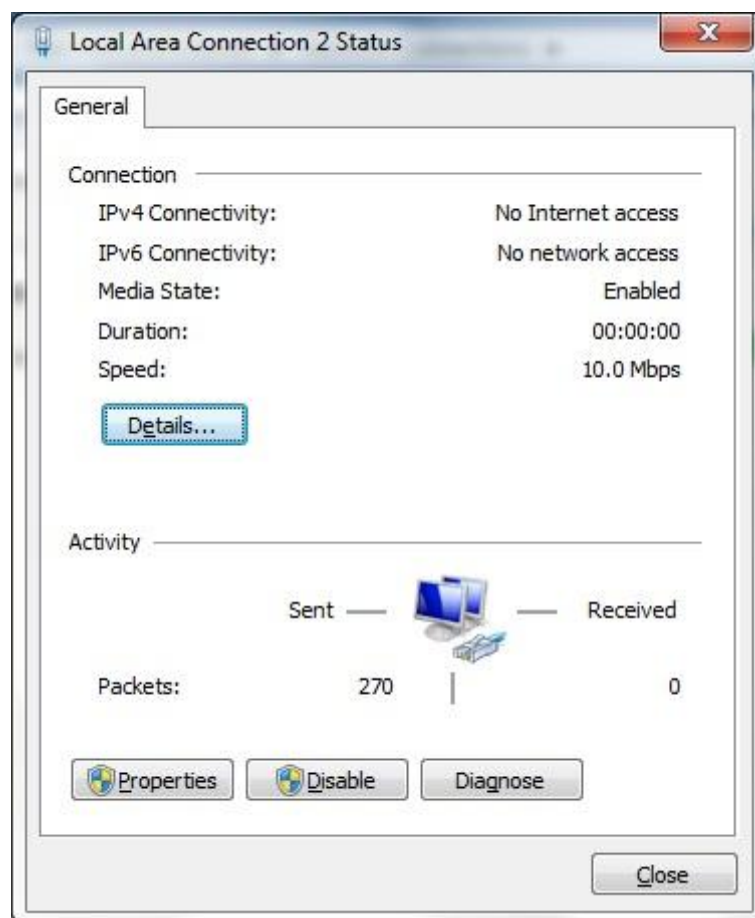 Local Area Connection 2 Status
General
Connection
IPv4 Connectivity: No Internet access
IPv6 Connectivity: No network access
Media State: Enabled
Duration: 00:00:00
Speed: 10.0 Mbps
Details...
Activity
Sent Received
Packets: 270 0
Properties Disable Diagnose
Close